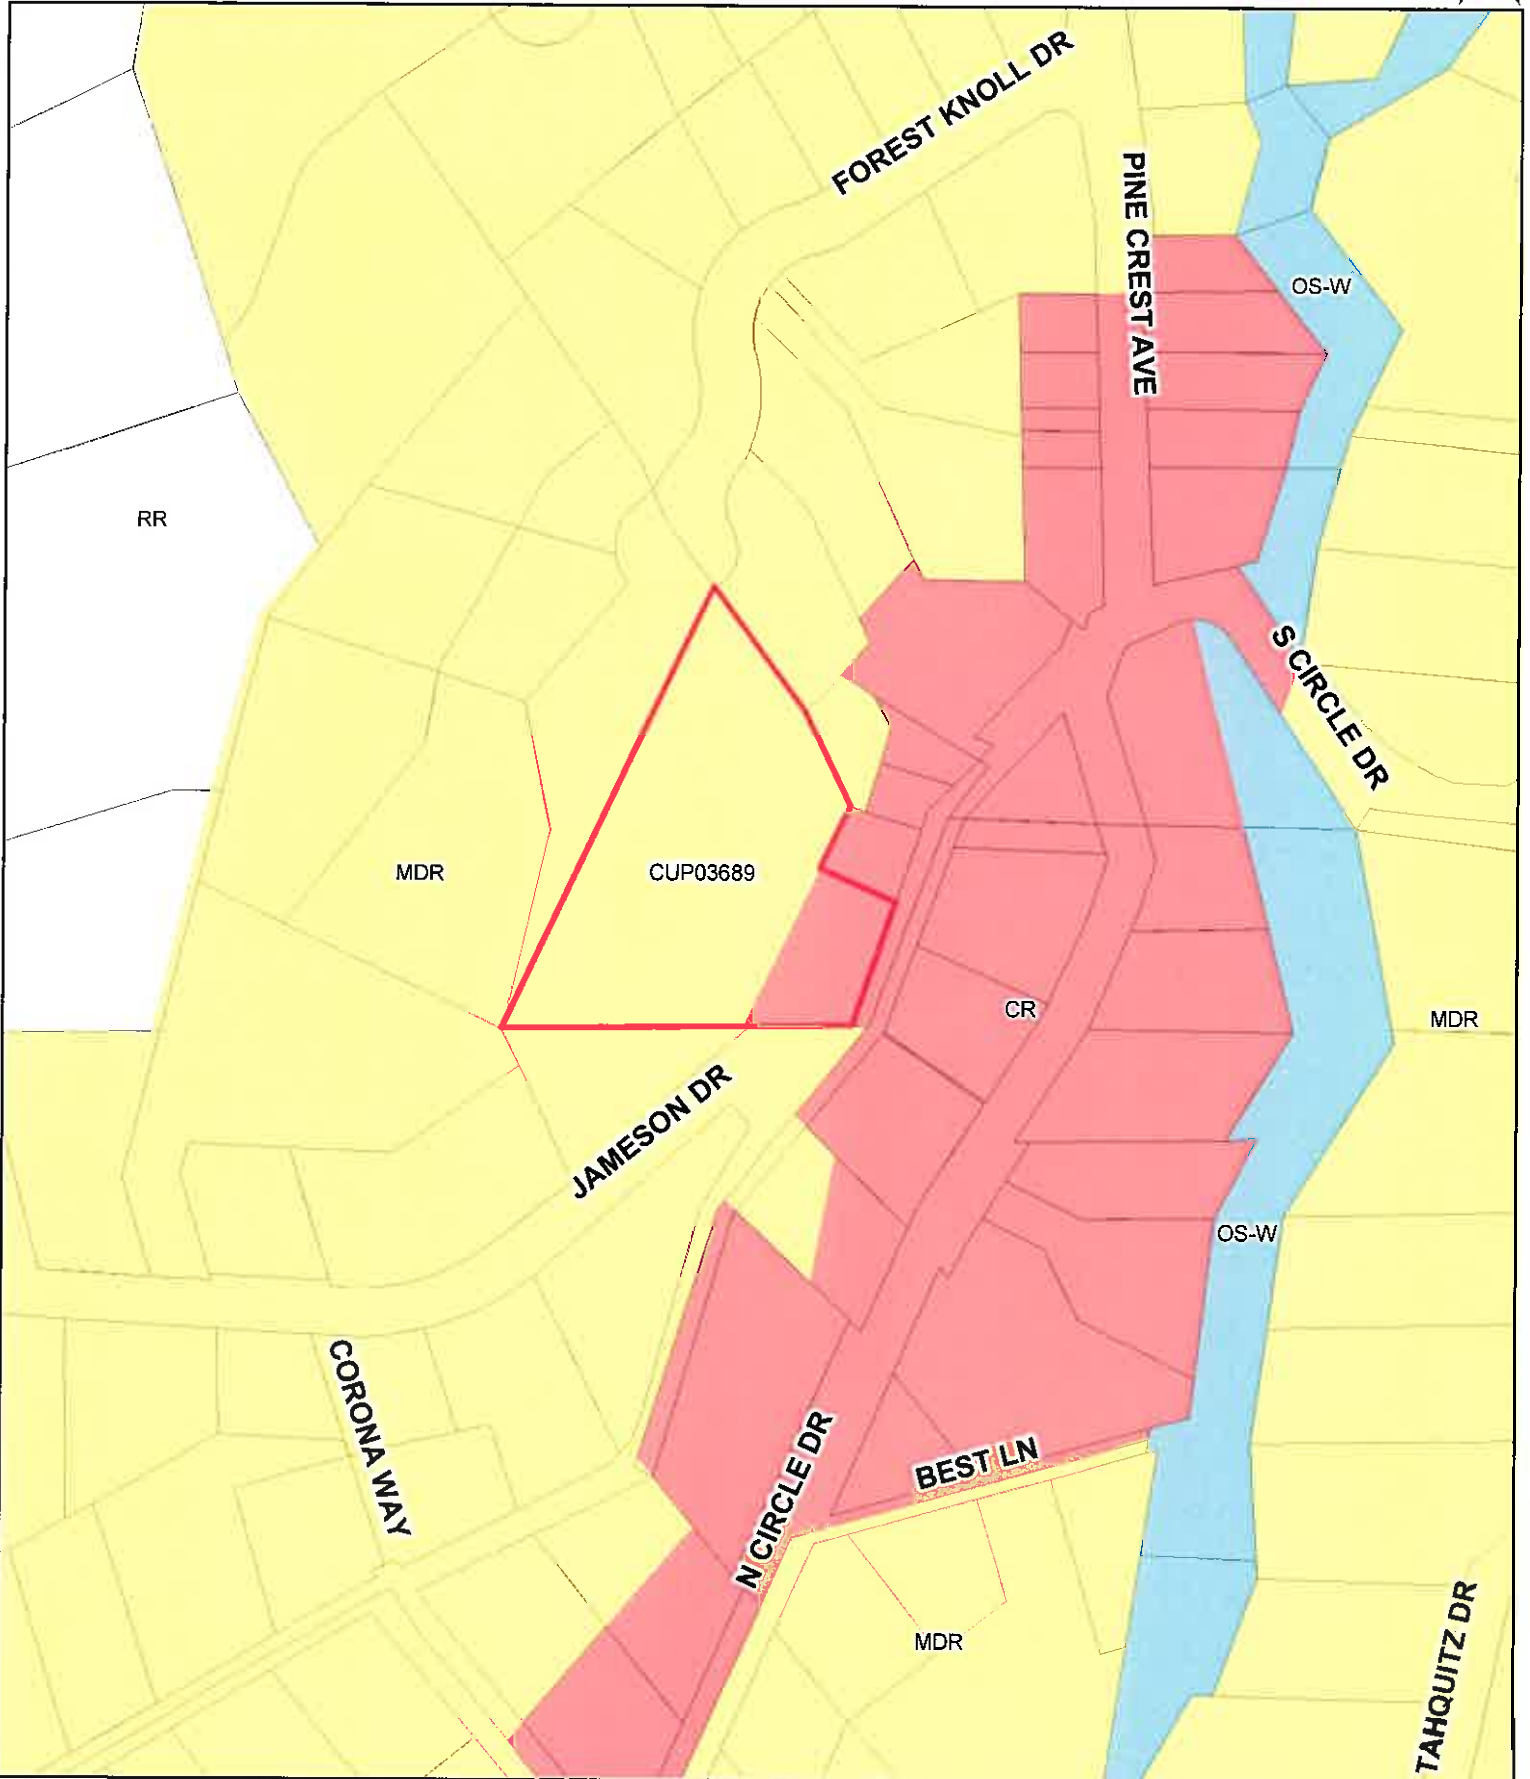 FOREST KNOLL DR
PINE CREST AVE
OS-W
RR
S CIRCLE DR
MDR
CUP03689
CR
MDR
JAMESON DR
OS-W
CORONA WAY
N CIRCLE DR
BEST LN
MDR
TAHQUITZ DR